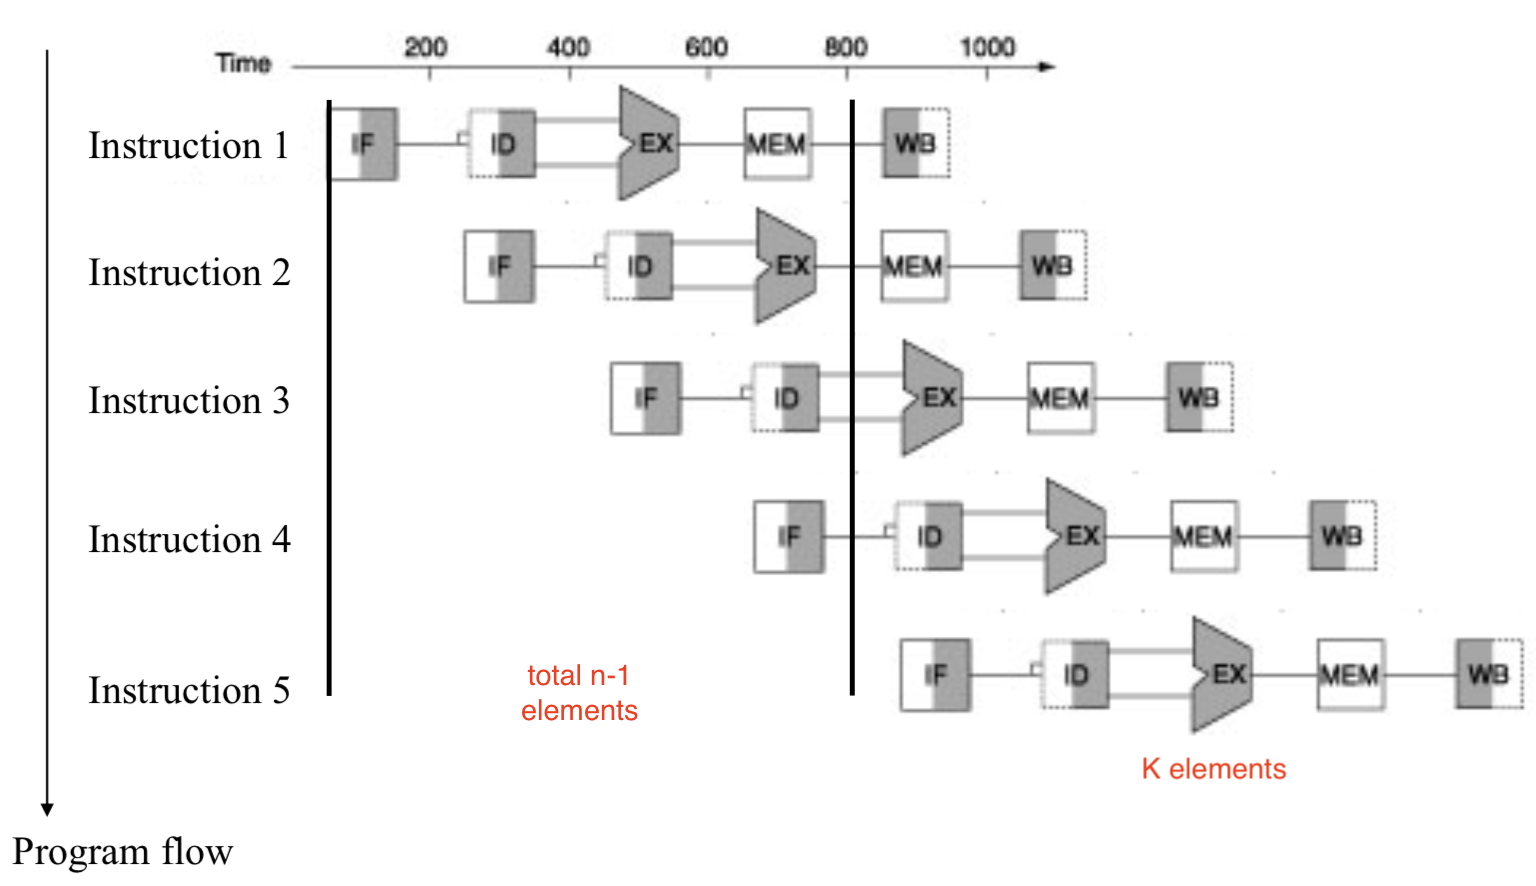 Time 200 400 600 800 1000
Instruction 1 IF ID EX MEM WB
Instruction 2 IF ID EX MEM WB
Instruction 3 IF ID EX MEM WB
Instruction 4 IF ID EX MEM WB
Instruction 5 IF ID EX MEM WB
total n-1
elements
K elements
Program flow